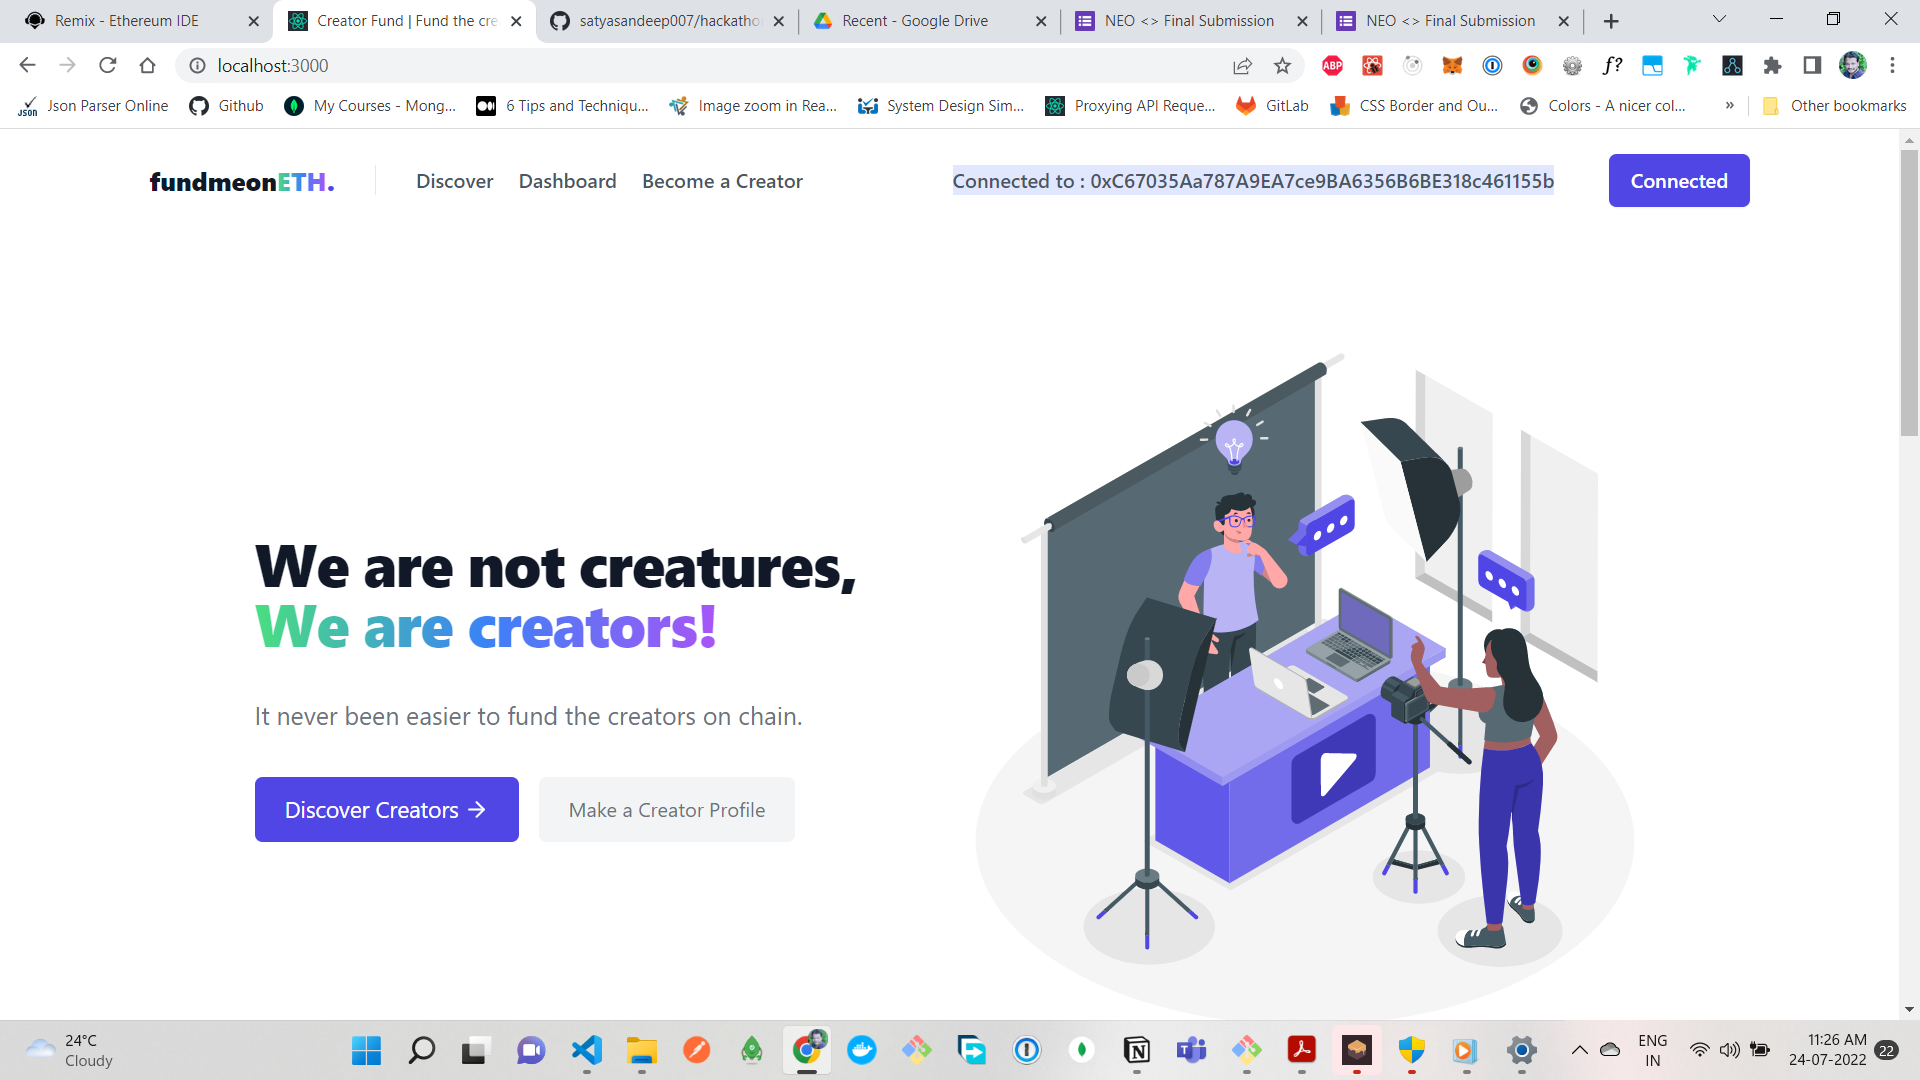 Remix - Ethereum IDE
Creator Fund | Fund the cre
satyasandeep007/hackatho
Recent - Google Drive
NEO <> Final Submission
NEO <> Final Submission
localhost:3000
ABP
f?
JSON
Json Parser Online
Github
My Courses - Mong...
6 Tips and Techniqu...
Image zoom in Rea...
System Design Sim...
Proxying API Reque...
GitLab
CSS Border and Ou...
Colors - A nicer col...
»
Other bookmarks
fundmeonETH.
Discover
Dashboard
Become a Creator
Connected to : 0xC67035Aa787A9EA7ce9BA6356B6BE318c461155b
Connected
We are not creatures,
We are creators!
It never been easier to fund the creators on chain.
Discover Creators →
Make a Creator Profile
24°C
Cloudy
ENG
IN
11:26 AM
24-07-2022
22